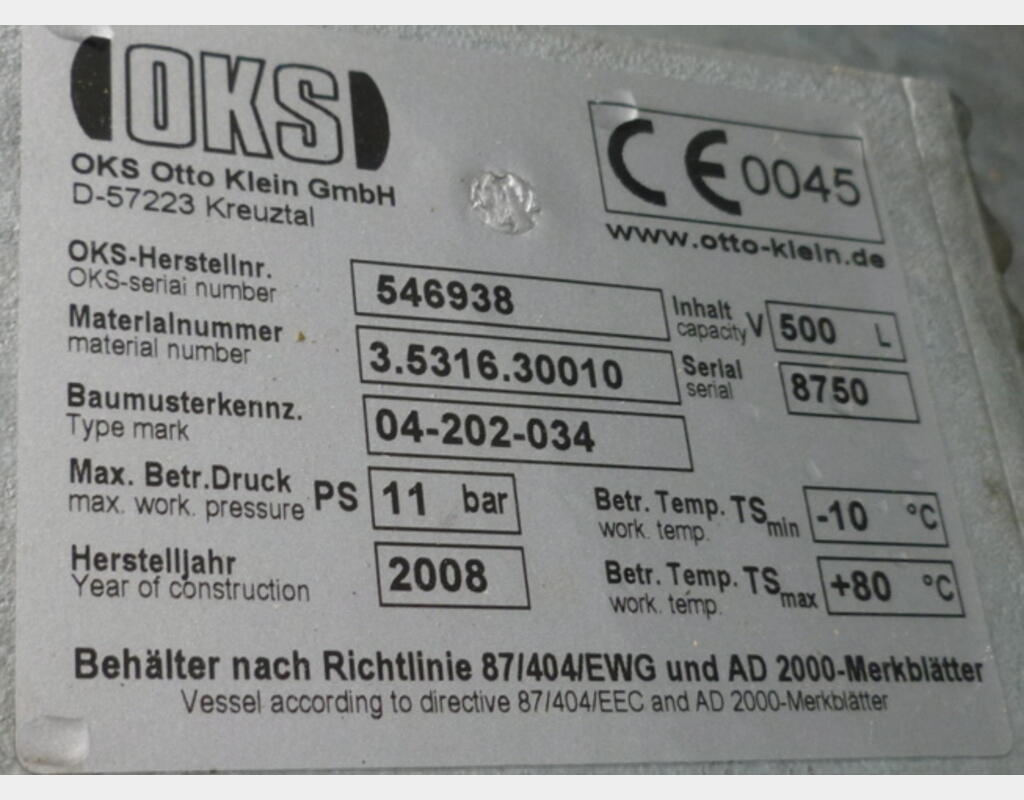 OKS
OKS Otto Klein GmbH
D-57223 Kreuztal
CE 0045
www.otto-klein.de
OKS-Herstellnr.
OKS-serial number
546938
Inhalt
capacity
V 500 L
Materialnummer
material number
3.5316.30010
Serial
serial
8750
Baumusterkennz.
Type mark
04-202-034
Max. Betr.Druck
max. work. pressure
PS 11 bar
Betr. Temp. TSmin
work. temp.
-10 °C
Herstelljahr
Year of construction
2008
Betr. Temp. TSmax
work. temp.
+80 °C
Behälter nach Richtlinie 87/404/EWG und AD 2000-Merkblätter
Vessel according to directive 87/404/EEC and AD 2000-Merkblätter